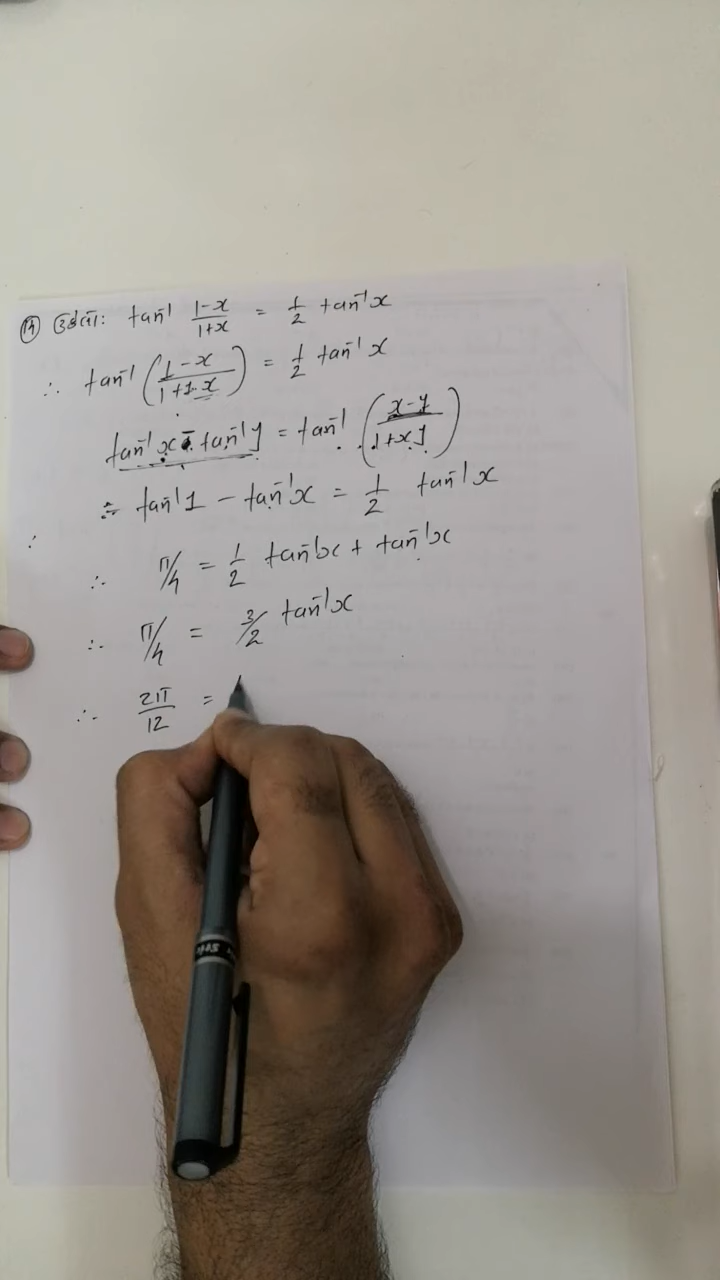 (14) ઉકેલો: tan⁻¹ (1-x)/(1+x) = 1/2 tan⁻¹x
∴ tan⁻¹ ((1-x)/(1+1·x)) = 1/2 tan⁻¹x
tan⁻¹x - tan⁻¹y = tan⁻¹ ((x-y)/(1+xy))
∴ tan⁻¹1 - tan⁻¹x = 1/2 tan⁻¹x
∴ π/4 = 1/2 tan⁻¹x + tan⁻¹x
∴ π/4 = 3/2 tan⁻¹x
∴ 2π/12 =